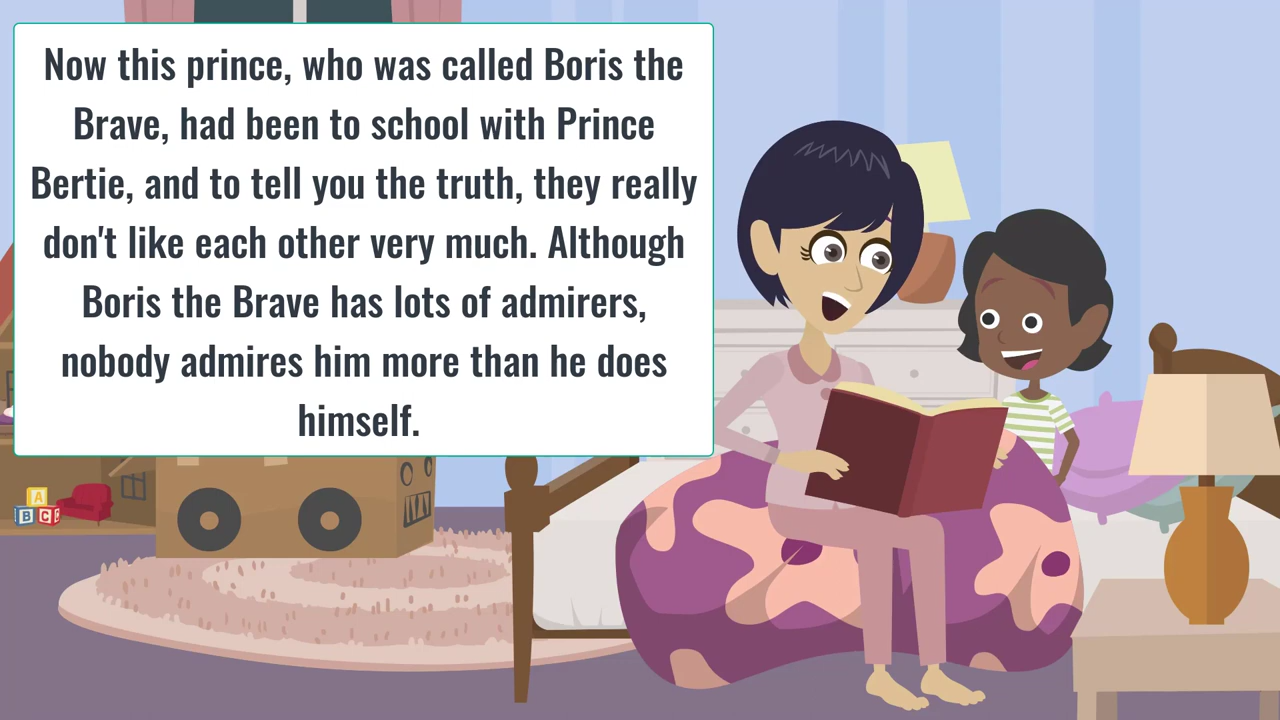 Now this prince, who was called Boris the
Brave, had been to school with Prince
Bertie, and to tell you the truth, they really
don't like each other very much. Although
Boris the Brave has lots of admirers,
nobody admires him more than he does
himself.
A
B C